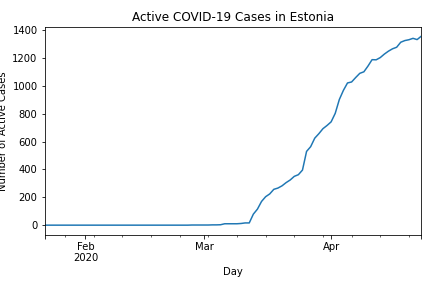 Active COVID-19 Cases in Estonia
1400
1200
1000
800
600
400
200
0
Number of Active Cases
Feb
2020
Mar
Apr
Day